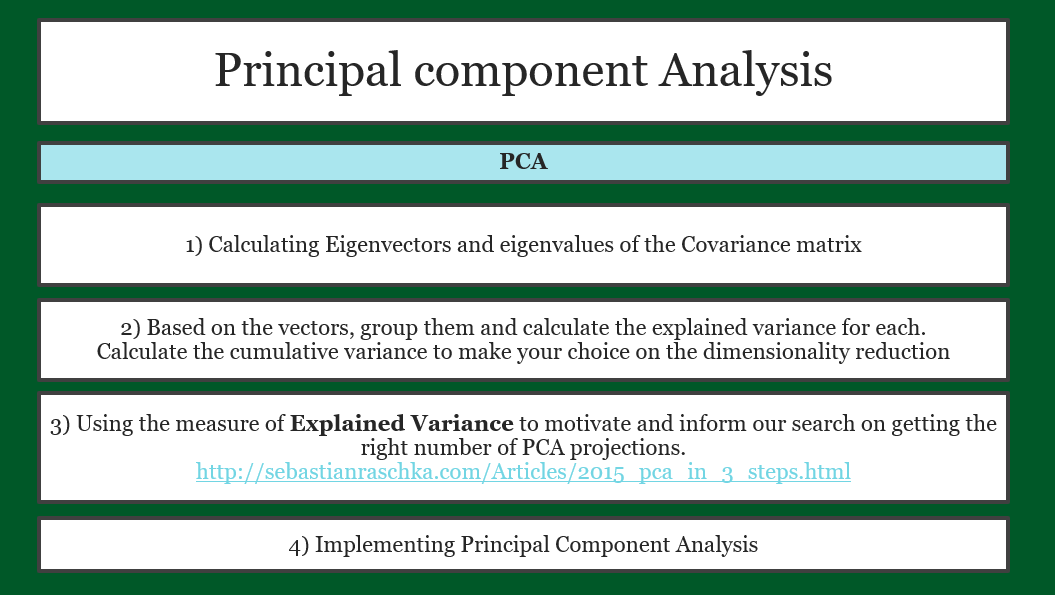 Principal component Analysis
PCA
1) Calculating Eigenvectors and eigenvalues of the Covariance matrix
2) Based on the vectors, group them and calculate the explained variance for each.
Calculate the cumulative variance to make your choice on the dimensionality reduction
3) Using the measure of Explained Variance to motivate and inform our search on getting the
right number of PCA projections.
http://sebastianraschka.com/Articles/2015_pca_in_3_steps.html
4) Implementing Principal Component Analysis